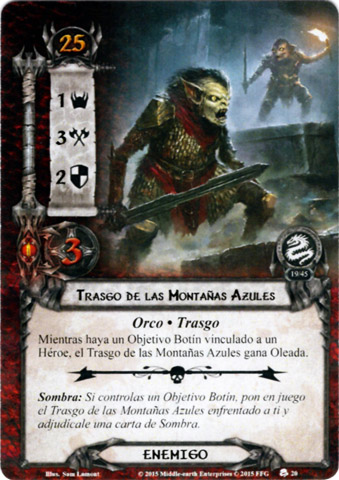 25
1
3
2
3
19/45
Trasgo de las Montañas Azules
Orco • Trasgo
Mientras haya un Objetivo Botín vinculado a un
Héroe, el Trasgo de las Montañas Azules gana Oleada.
Sombra: Si controlas un Objetivo Botín, pon en juego
el Trasgo de las Montañas Azules enfrentado a ti y
adjudícale una carta de Sombra.
ENEMIGO
Illus. Sam Lamont © 2015 Middle-earth Enterprises © 2015 FFG 20